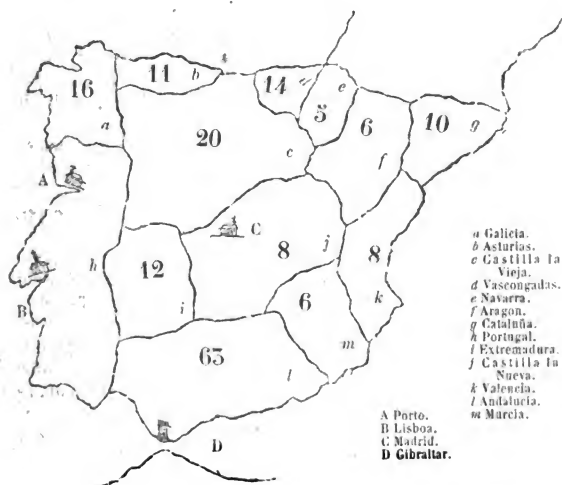 4
11 b
14 d
16
5 e
6
10 g
a
20
c
f
A
C
8 j
8
h
12
B
6
k
i
63
m
l
D
a Galicia.
b Asturias.
c Castilla la
Vieja.
d Vascongadas.
e Navarra.
f Aragon.
g Cataluña.
h Portugal.
i Extremadura.
j Castilla la
Nueva.
k Valencia.
l Andalucia.
m Murcia.
A Porto.
B Lisboa.
C Madrid.
D Gibraltar.